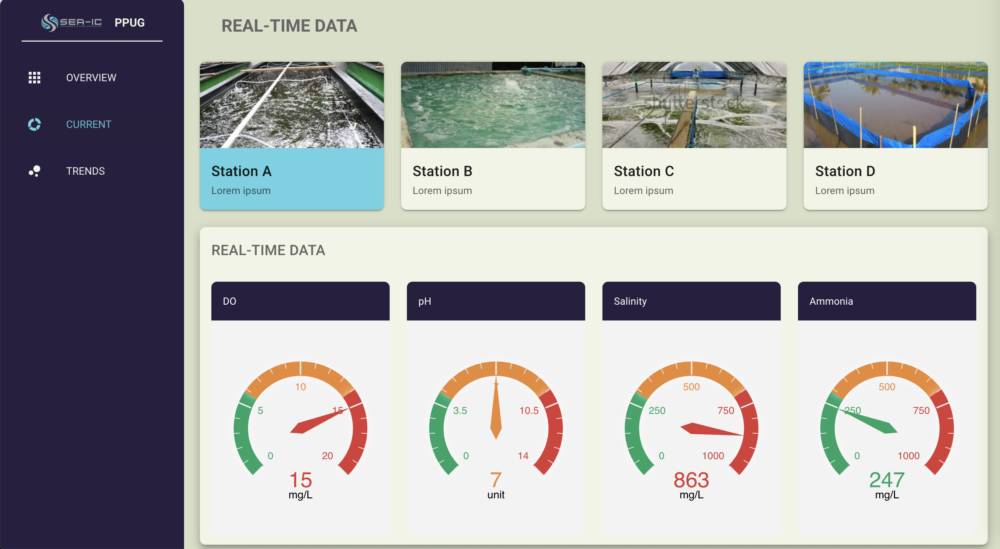 SEA-IC PPUG
OVERVIEW
CURRENT
TRENDS
REAL-TIME DATA
shutterstock
Station A
Lorem ipsum
Station B
Lorem ipsum
Station C
Lorem ipsum
Station D
Lorem ipsum
REAL-TIME DATA
DO
0
5
10
15
20
15
mg/L
pH
0
3.5
7
10.5
14
7
unit
Salinity
0
250
500
750
1000
863
mg/L
Ammonia
0
250
500
750
1000
247
mg/L